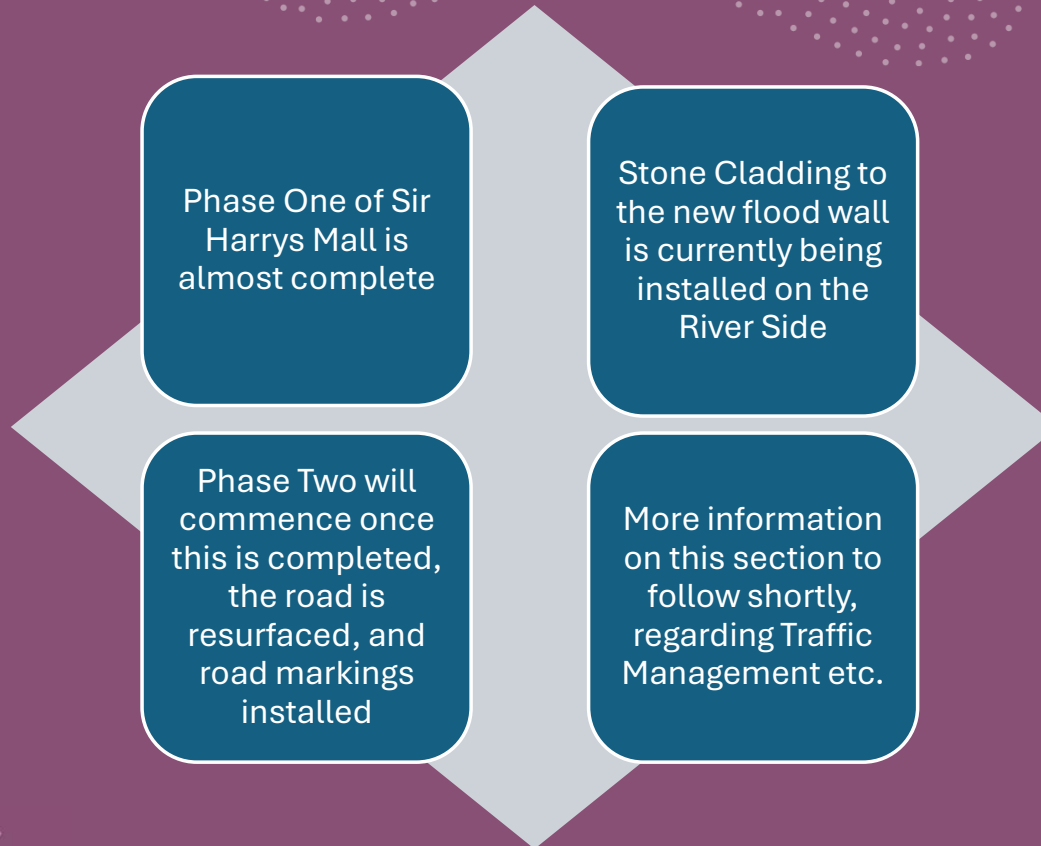 Phase One of Sir
Harrys Mall is
almost complete
Stone Cladding to
the new flood wall
is currently being
installed on the
River Side
Phase Two will
commence once
this is completed,
the road is
resurfaced, and
road markings
installed
More information
on this section to
follow shortly,
regarding Traffic
Management etc.